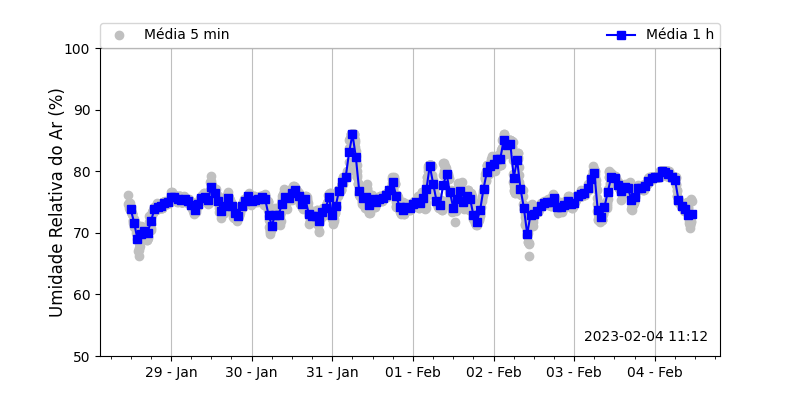 Média 5 min
Média 1 h
Umidade Relativa do Ar (%)
100
90
80
70
60
50
2023-02-04 11:12
29 - Jan
30 - Jan
31 - Jan
01 - Feb
02 - Feb
03 - Feb
04 - Feb